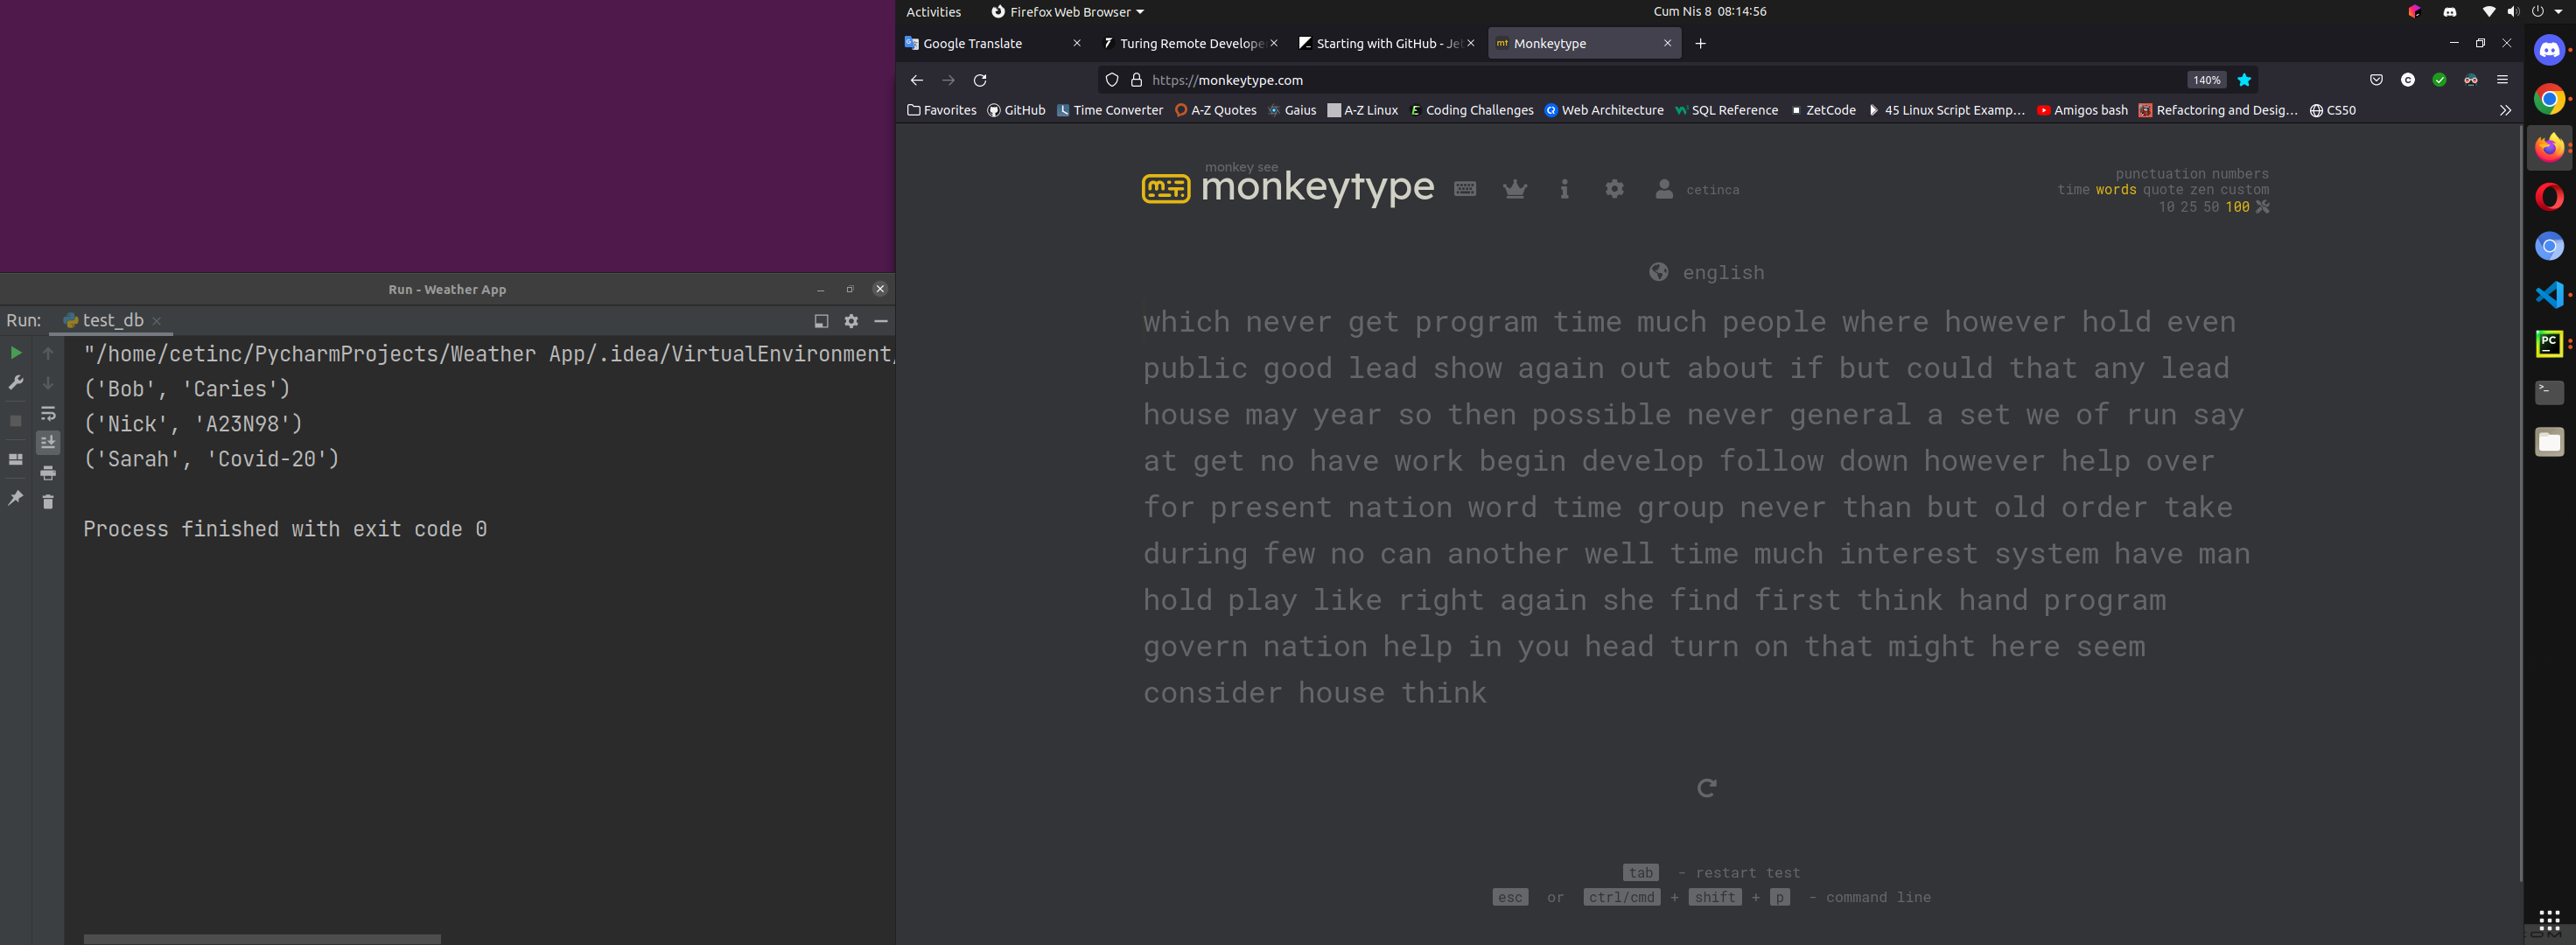 Activities
Firefox Web Browser
Cum Nis 8 08:14:56
Google Translate
Turing Remote Develope
Starting with GitHub - Je
Monkeytype
https://monkeytype.com
140%
Favorites GitHub Time Converter A-Z Quotes Gaius A-Z Linux Coding Challenges Web Architecture SQL Reference ZetCode 45 Linux Script Examp… Amigos bash Refactoring and Desig… CS50
monkey see
monkeytype
cetinca
punctuation numbers
time words quote zen custom
10 25 50 100
english
which never get program time much people where however hold even
public good lead show again out about if but could that any lead
house may year so then possible never general a set we of run say
at get no have work begin develop follow down however help over
for present nation word time group never than but old order take
during few no can another well time much interest system have man
hold play like right again she find first think hand program
govern nation help in you head turn on that might here seem
consider house think
tab - restart test
esc or ctrl/cmd + shift + p - command line
Run - Weather App
Run: test_db
"/home/cetinc/PycharmProjects/Weather App/.idea/VirtualEnvironment/
('Bob', 'Caries')
('Nick', 'A23N98')
('Sarah', 'Covid-20')
Process finished with exit code 0
PC